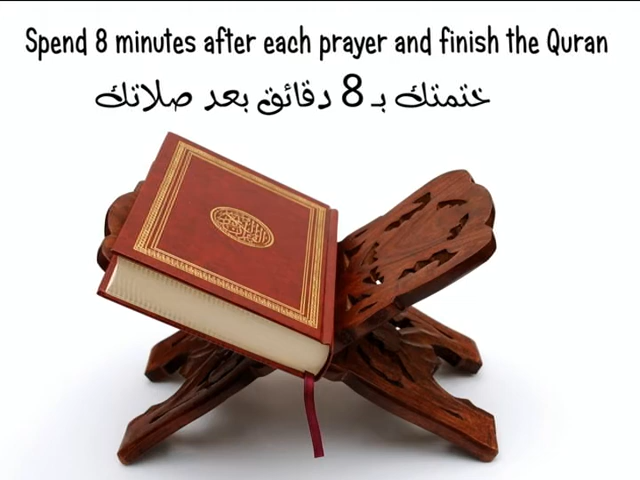 Spend 8 minutes after each prayer and finish the Quran
ختمتك بـ 8 دقائق بعد صلاتك